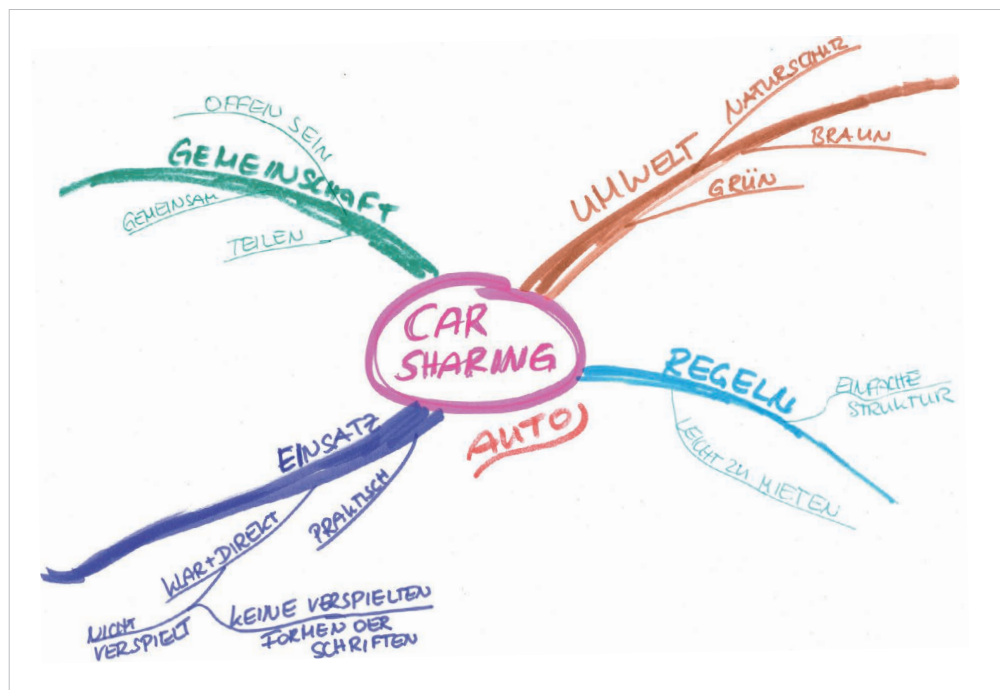 OFFEN SEIN
GEMEINSCHAFT
GEMEINSAM
TEILEN
UMWELT
NATURSCHUTZ
BRAUN
GRÜN
CAR
SHARING
AUTO
REGELN
EINFACHE
STRUKTUR
LEICHT ZU MIETEN
EINSATZ
PRAKTISCH
KLAR+DIREKT
NICHT
VERSPIELT
KEINE VERSPIELTEN
FORMEN DER
SCHRIFTEN